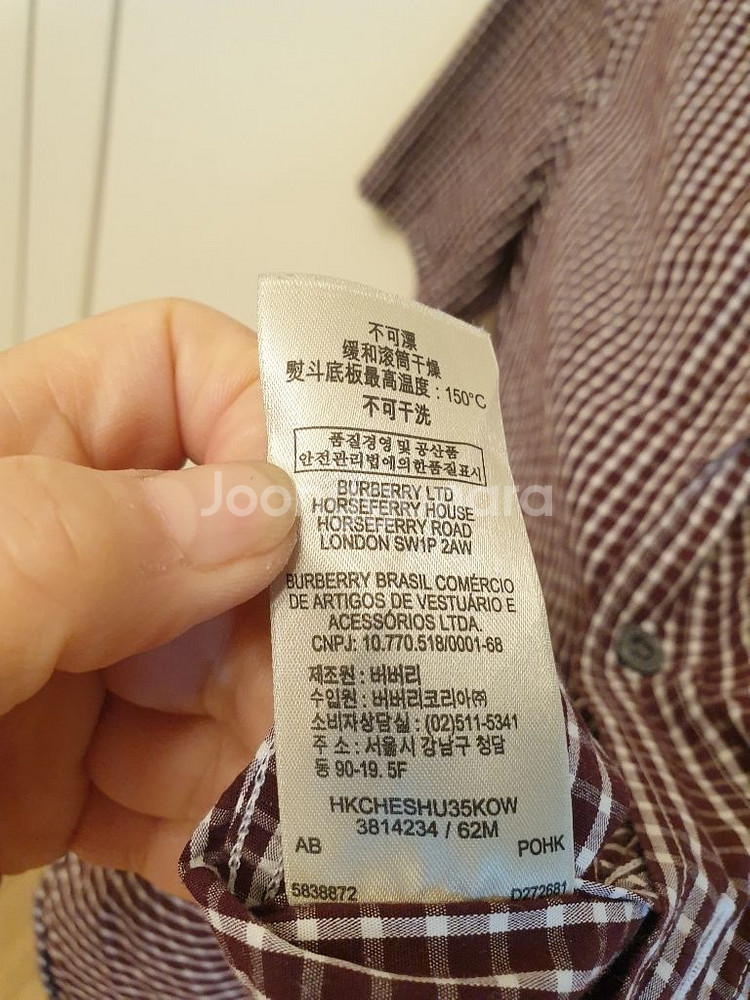 不可漂
缓和滚筒干燥
熨斗底板最高温度：150°C
不可干洗
품질경영 및 공산품
안전관리법에의한품질표시
BURBERRY LTD
HORSEFERRY HOUSE
HORSEFERRY ROAD
LONDON SW1P 2AW
BURBERRY BRASIL COMÉRCIO
DE ARTIGOS DE VESTUÁRIO E
ACESSÓRIOS LTDA.
CNPJ: 10.770.518/0001-68
제조원 : 버버리
수입원 : 버버리코리아㈜
소비자상담실 : (02)511-5341
주 소 : 서울시 강남구 청담
동 90-19. 5F
HKCHESHU35KOW
3814234 / 62M
AB POHK
5838872 D272681